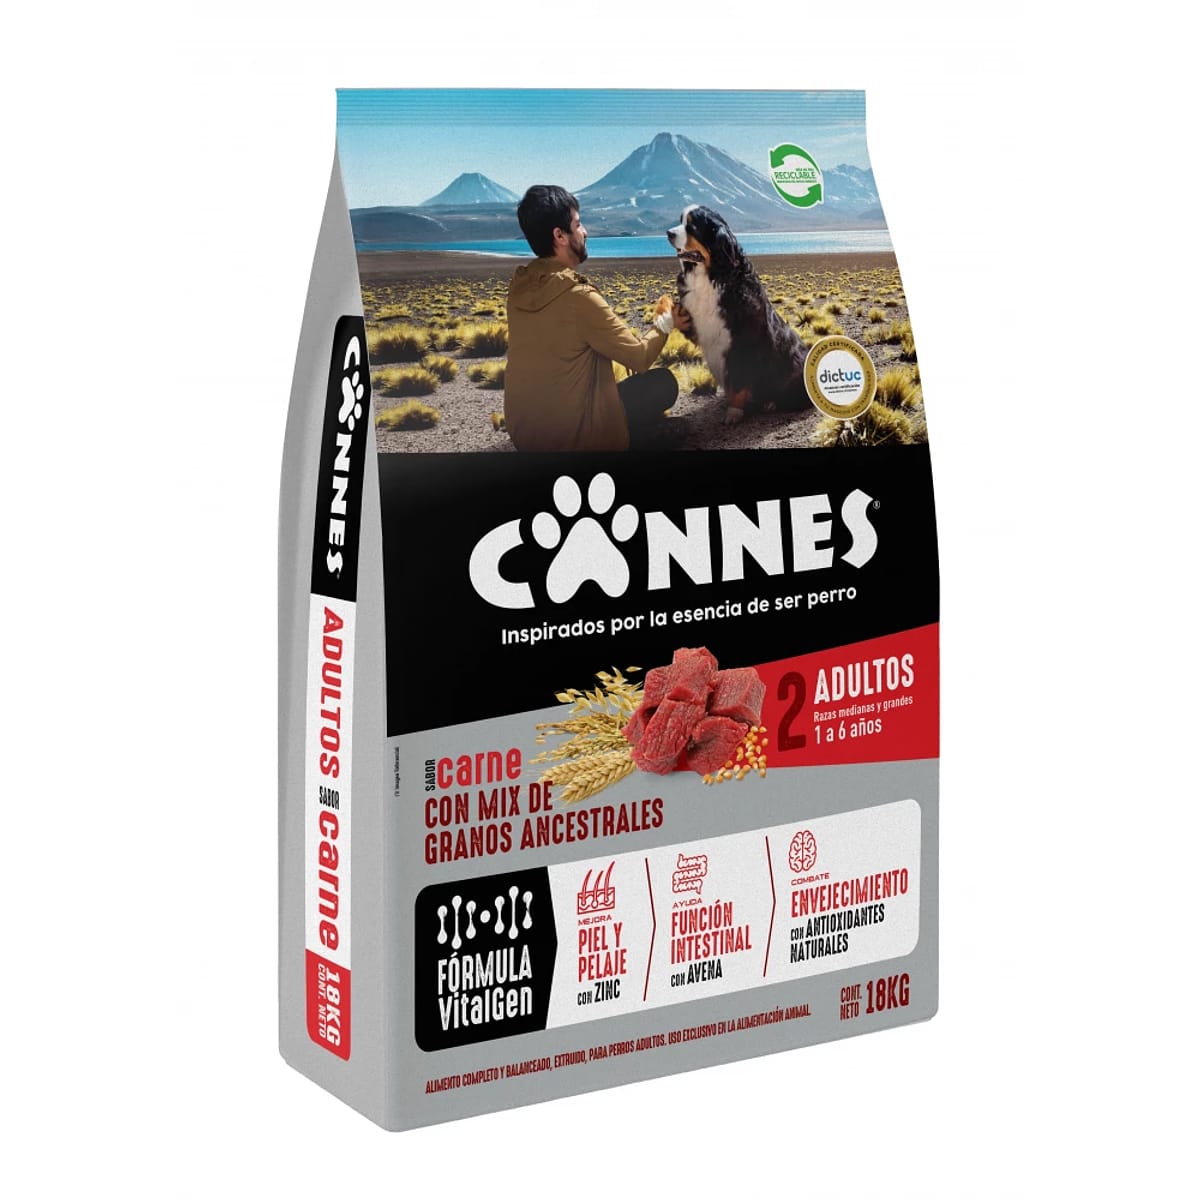 RECICLABLE
CALIDAD CERTIFICADA
dictuc
CANNES®
Inspirados por la esencia de ser perro
2 ADULTOS
Razas medianas y grandes
1 a 6 años
SABOR carne
CON MIX DE
GRANOS ANCESTRALES
FÓRMULA
VitalGen
MEJORA
PIEL Y
PELAJE
con ZINC
AYUDA
FUNCIÓN
INTESTINAL
con AVENA
COMBATE
ENVEJECIMIENTO
con ANTIOXIDANTES
NATURALES
CONT. NETO 18KG
ALIMENTO COMPLETO Y BALANCEADO, EXTRUIDO, PARA PERROS ADULTOS. USO EXCLUSIVO EN LA ALIMENTACIÓN ANIMAL.
CANNES®
ADULTOS
SABOR carne
18KG
CONT. NETO